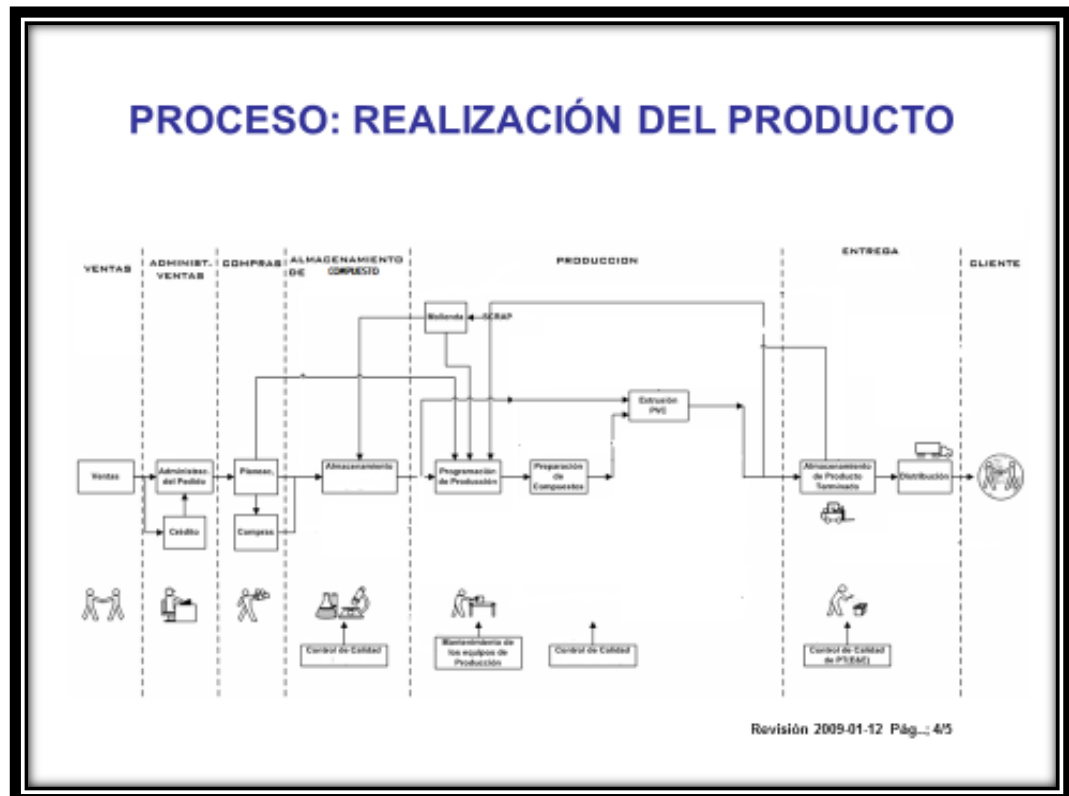 PROCESO: REALIZACIÓN DEL PRODUCTO
VENTAS
ADMINIST.
VENTAS
COMPRAS
ALMACENAMIENTO
DE COMPUESTO
PRODUCCION
ENTREGA
CLIENTE
Molienda
SCRAP
Extrusión
PVC
Ventas
Administrac.
del Pedido
Planeac.
Almacenamiento
Programación
de Producción
Preparación
de
Compuestos
Almacenamiento
de Producto
Terminado
Distribución
Crédito
Compras
Control de Calidad
Mantenimiento de
los equipos de
Producción
Control de Calidad
Control de Calidad
de PT(E&E)
Revisión 2009-01-12 Pág..; 4/5